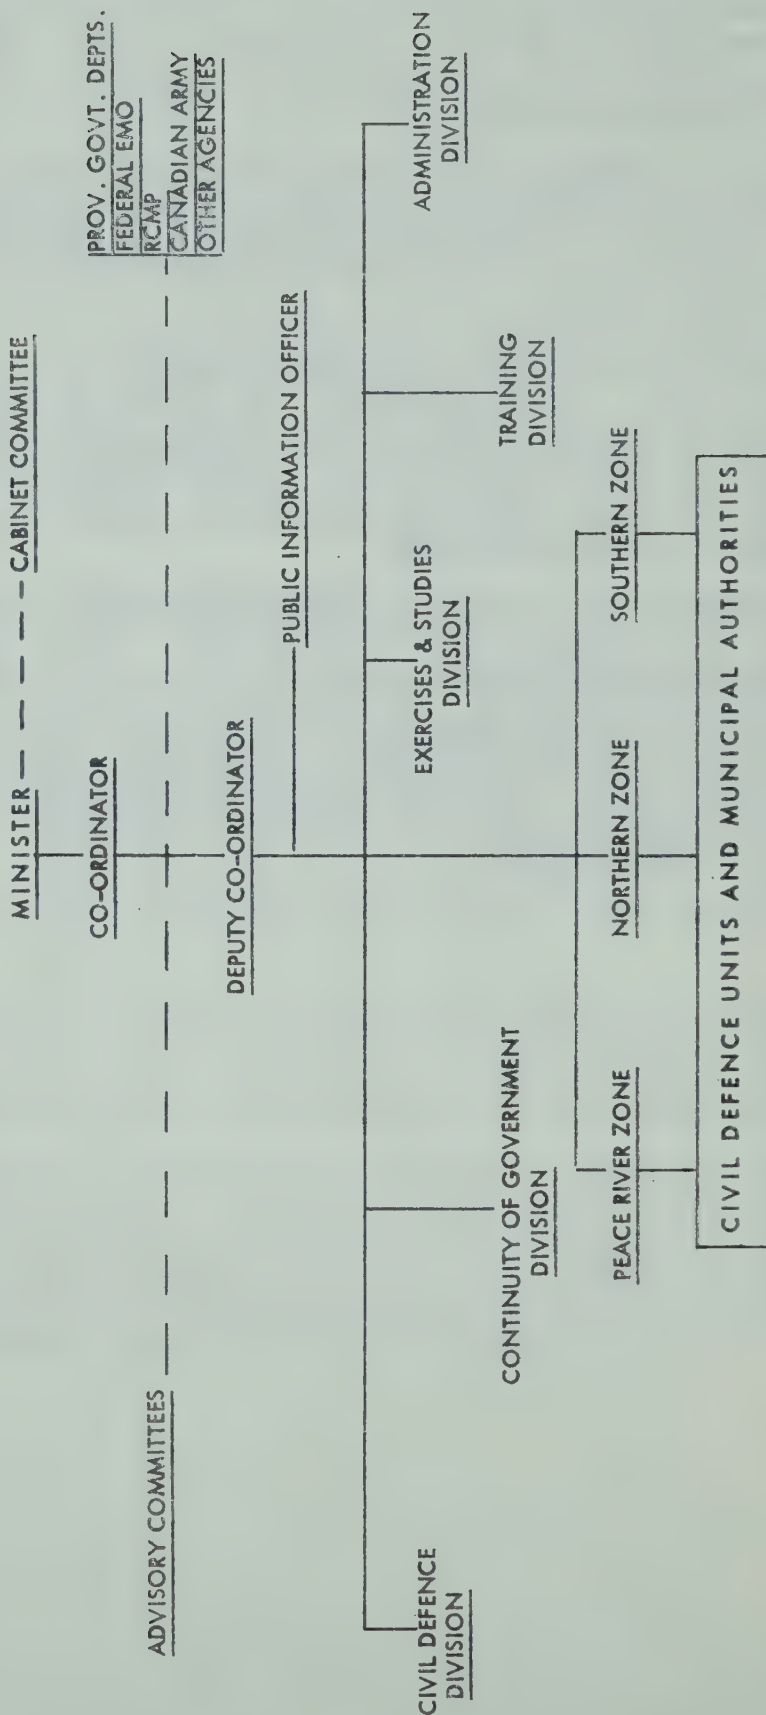 MINISTER
CABINET COMMITTEE
CO-ORDINATOR
PROV. GOVT. DEPTS.
FEDERAL EMO
RCMP
CANADIAN ARMY
OTHER AGENCIES
ADVISORY COMMITTEES
DEPUTY CO-ORDINATOR
PUBLIC INFORMATION OFFICER
CIVIL DEFENCE
DIVISION
CONTINUITY OF GOVERNMENT
DIVISION
EXERCISES & STUDIES
DIVISION
TRAINING
DIVISION
ADMINISTRATION
DIVISION
PEACE RIVER ZONE
NORTHERN ZONE
SOUTHERN ZONE
CIVIL DEFENCE UNITS AND MUNICIPAL AUTHORITIES